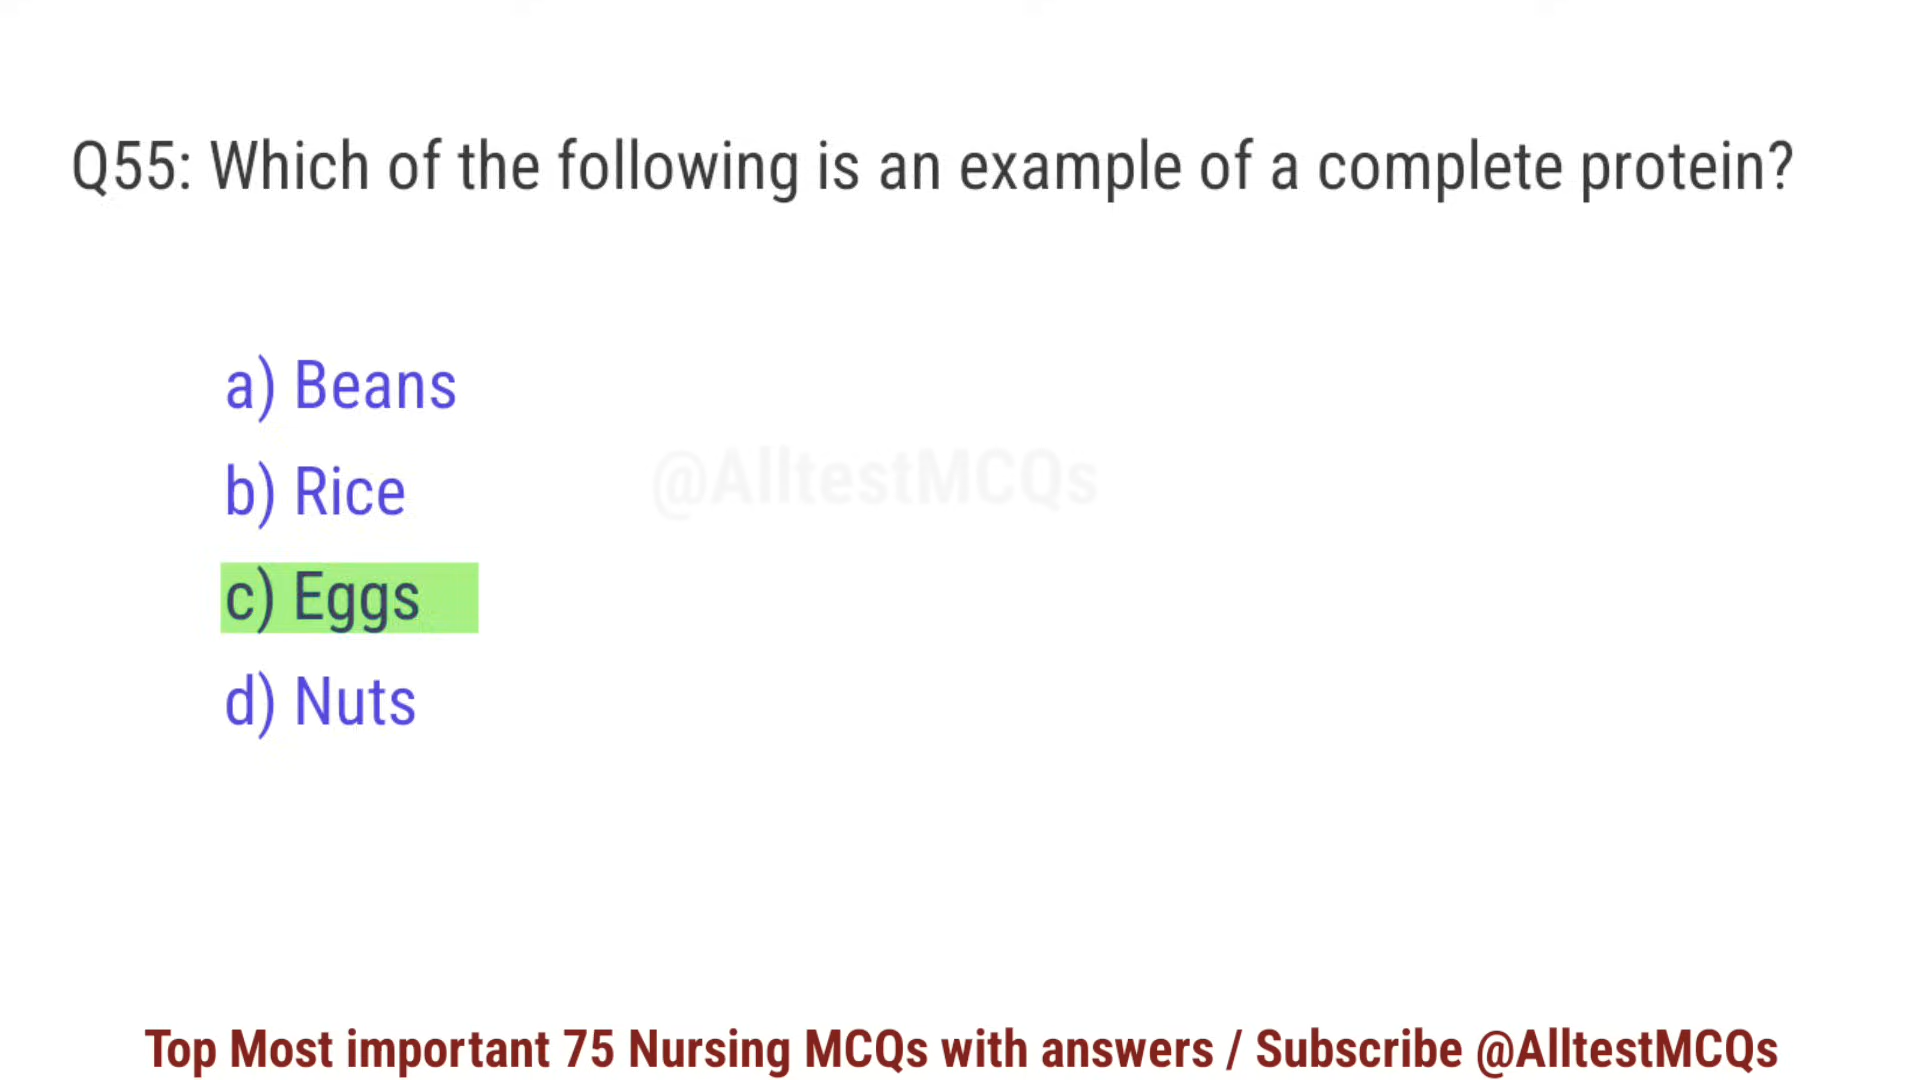 Q55: Which of the following is an example of a complete protein?
a) Beans
@AlltestMCQs
b) Rice
c) Eggs
d) Nuts
Top Most important 75 Nursing MCQs with answers / Subscribe @AlltestMCQs